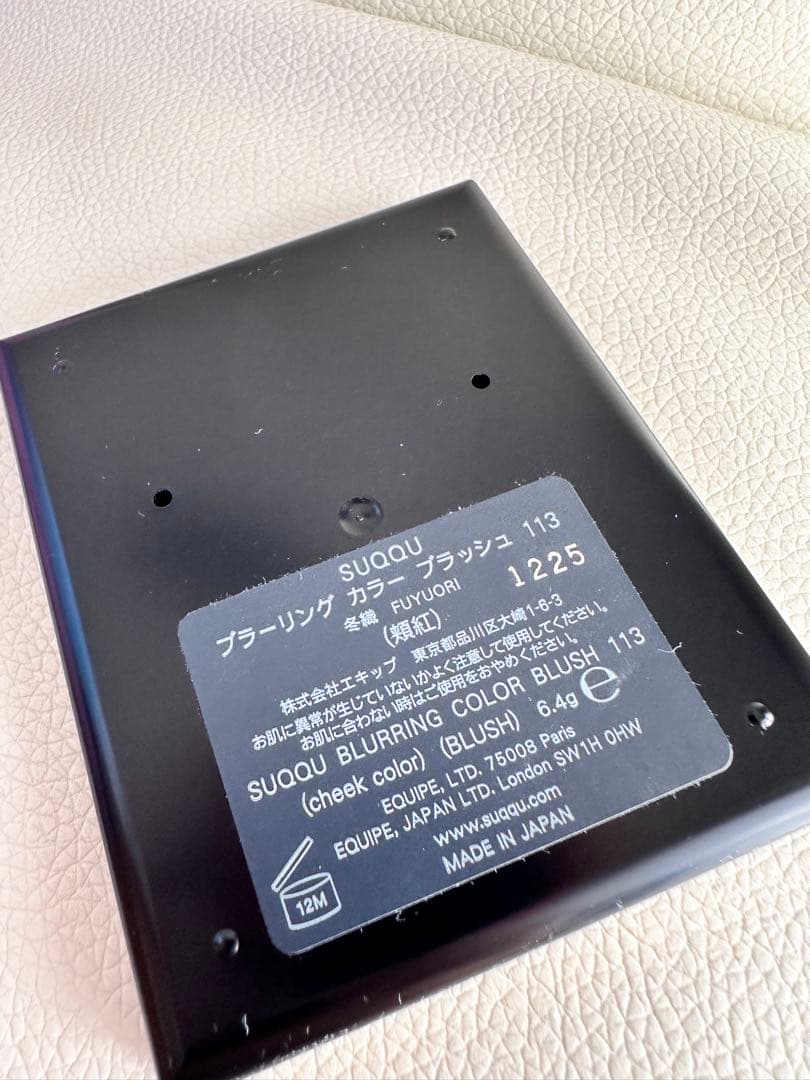 SUQQU
ブラーリング カラー ブラッシュ 113
冬織 FUYUORI 1225
(頬紅)
株式会社エキップ 東京都品川区大崎1-6-3
お肌に異常が生じていないかよく注意して使用してください。
お肌に合わない時はご使用をおやめください。
SUQQU BLURRING COLOR BLUSH 113
(cheek color) (BLUSH) 6.4g ℮
EQUIPE, LTD. 75008 Paris
EQUIPE, JAPAN LTD. London SW1H 0HW
www.suqqu.com
MADE IN JAPAN
12M